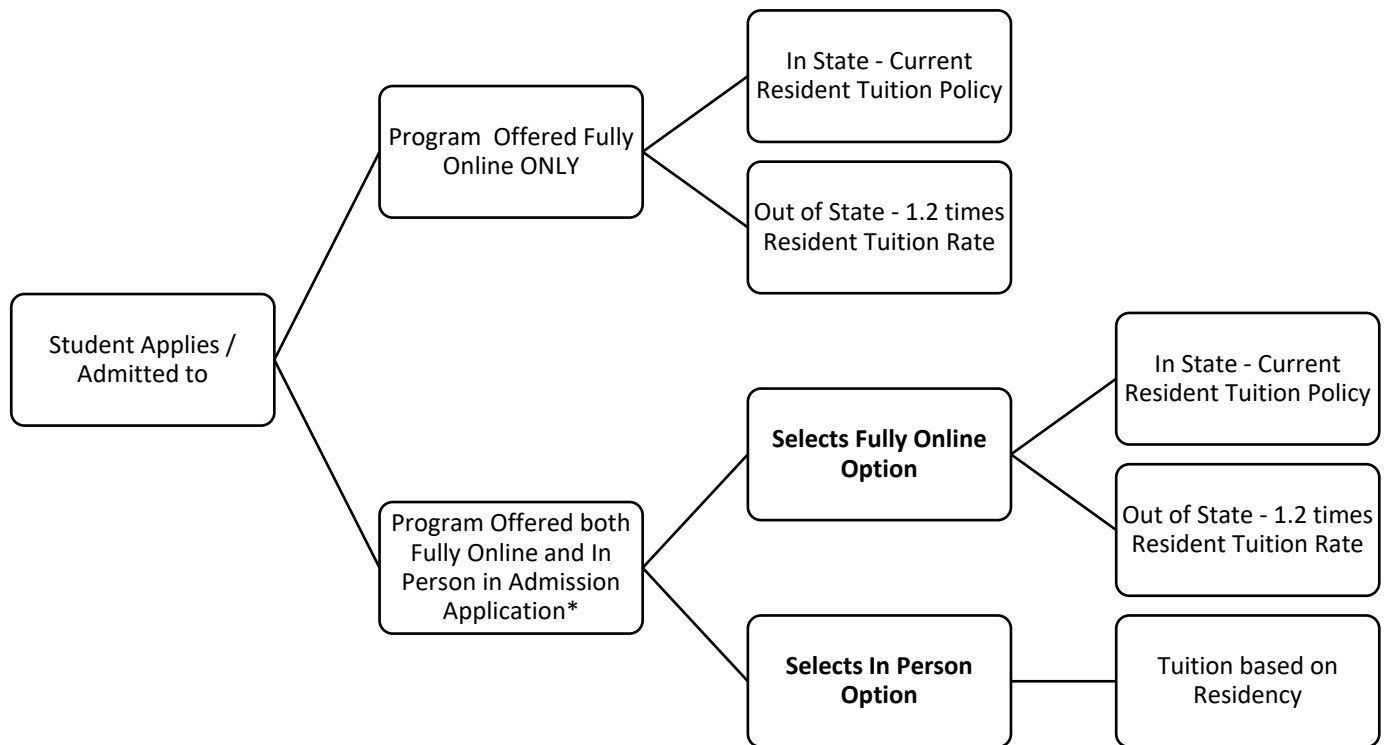 In State - Current
Resident Tuition Policy
Program  Offered Fully
Online ONLY
Out of State - 1.2 times
Resident Tuition Rate
Student Applies /
Admitted to
In State - Current
Resident Tuition Policy
Selects Fully Online
Option
Out of State - 1.2 times
Resident Tuition Rate
Program Offered both
Fully Online and In
Person in Admission
Application*
Selects In Person
Option
Tuition based on
Residency